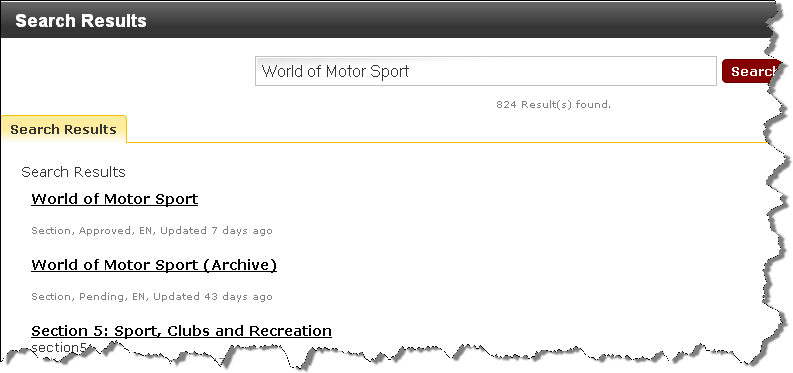 Search Results
World of Motor Sport
Search
824 Result(s) found.
Search Results
Search Results
World of Motor Sport
Section, Approved, EN, Updated 7 days ago
World of Motor Sport (Archive)
Section, Pending, EN, Updated 43 days ago
Section 5: Sport, Clubs and Recreation
section5